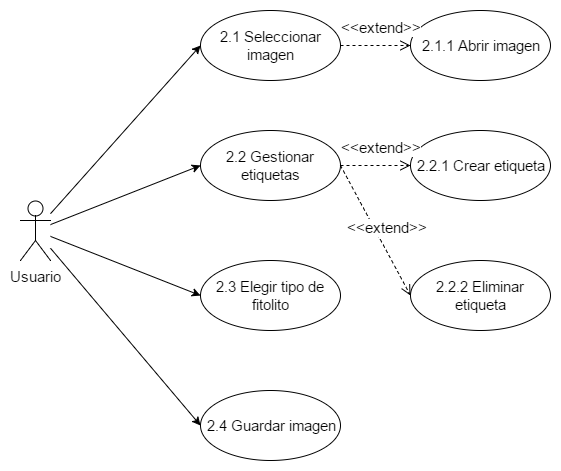 2.1 Seleccionar
imagen
<<extend>>
2.1.1 Abrir imagen
2.2 Gestionar
etiquetas
<<extend>>
2.2.1 Crear etiqueta
<<extend>>
Usuario
2.3 Elegir tipo de
fitolito
2.2.2 Eliminar
etiqueta
2.4 Guardar imagen